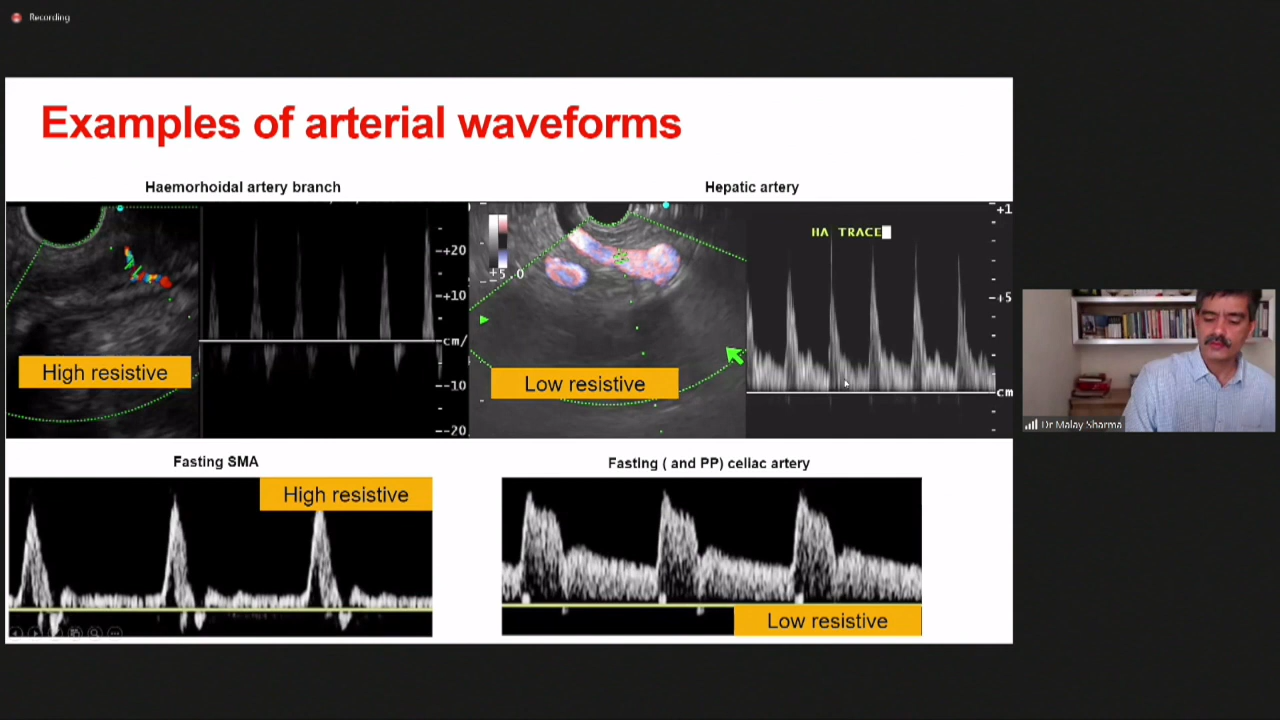 Recording
Examples of arterial waveforms
Haemorhoidal artery branch
Hepatic artery
+20
+10
cm/
-10
-20
High resistive
+5.0
Low resistive
HA TRACE
+1
+5
cm
Dr Malay Sharma
Fasting SMA
High resistive
Fasting ( and PP) celiac artery
Low resistive